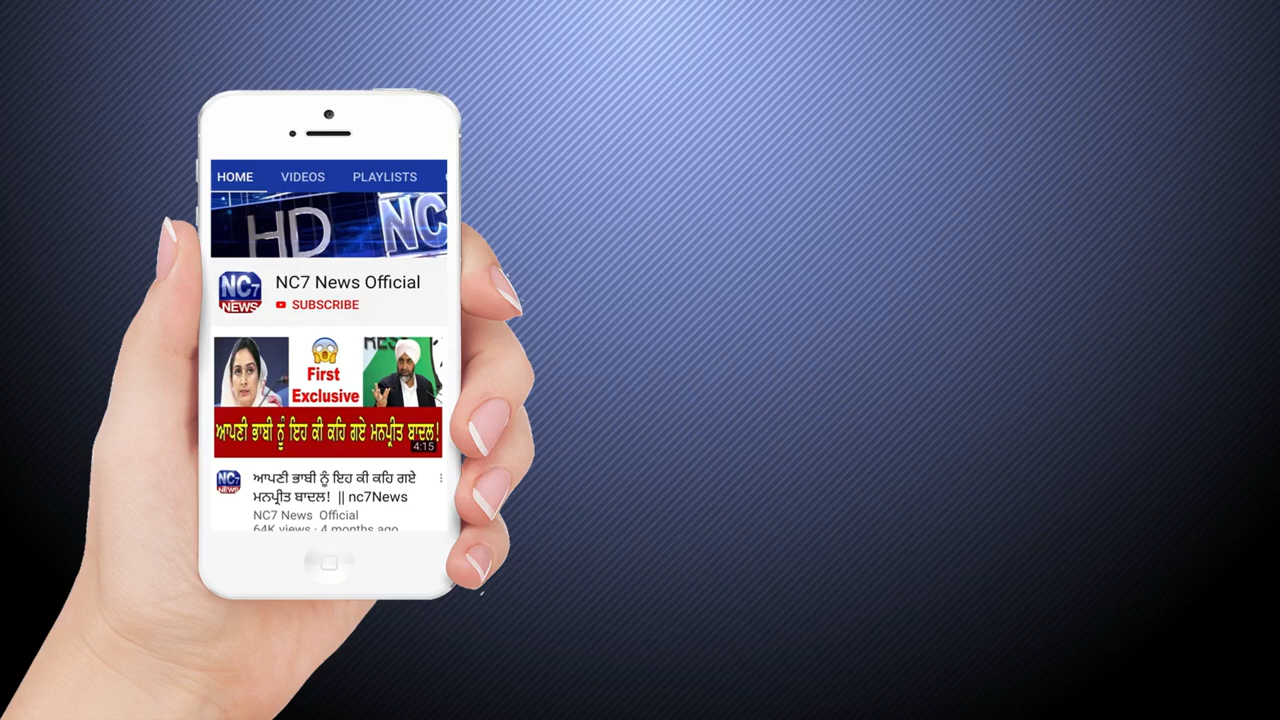 HOME VIDEOS PLAYLISTS
HD NC
NC7 NEWS
NC7 News Official
SUBSCRIBE
First
Exclusive
ਆਪਣੀ ਭਾਬੀ ਨੂੰ ਇਹ ਕੀ ਕਹਿ ਗਏ ਮਨਪ੍ਰੀਤ ਬਾਦਲ!
4:15
NC7 NEWS
ਆਪਣੀ ਭਾਬੀ ਨੂੰ ਇਹ ਕੀ ਕਹਿ ਗਏ
ਮਨਪ੍ਰੀਤ ਬਾਦਲ! || nc7News
NC7 News Official
64K views · 4 months ago